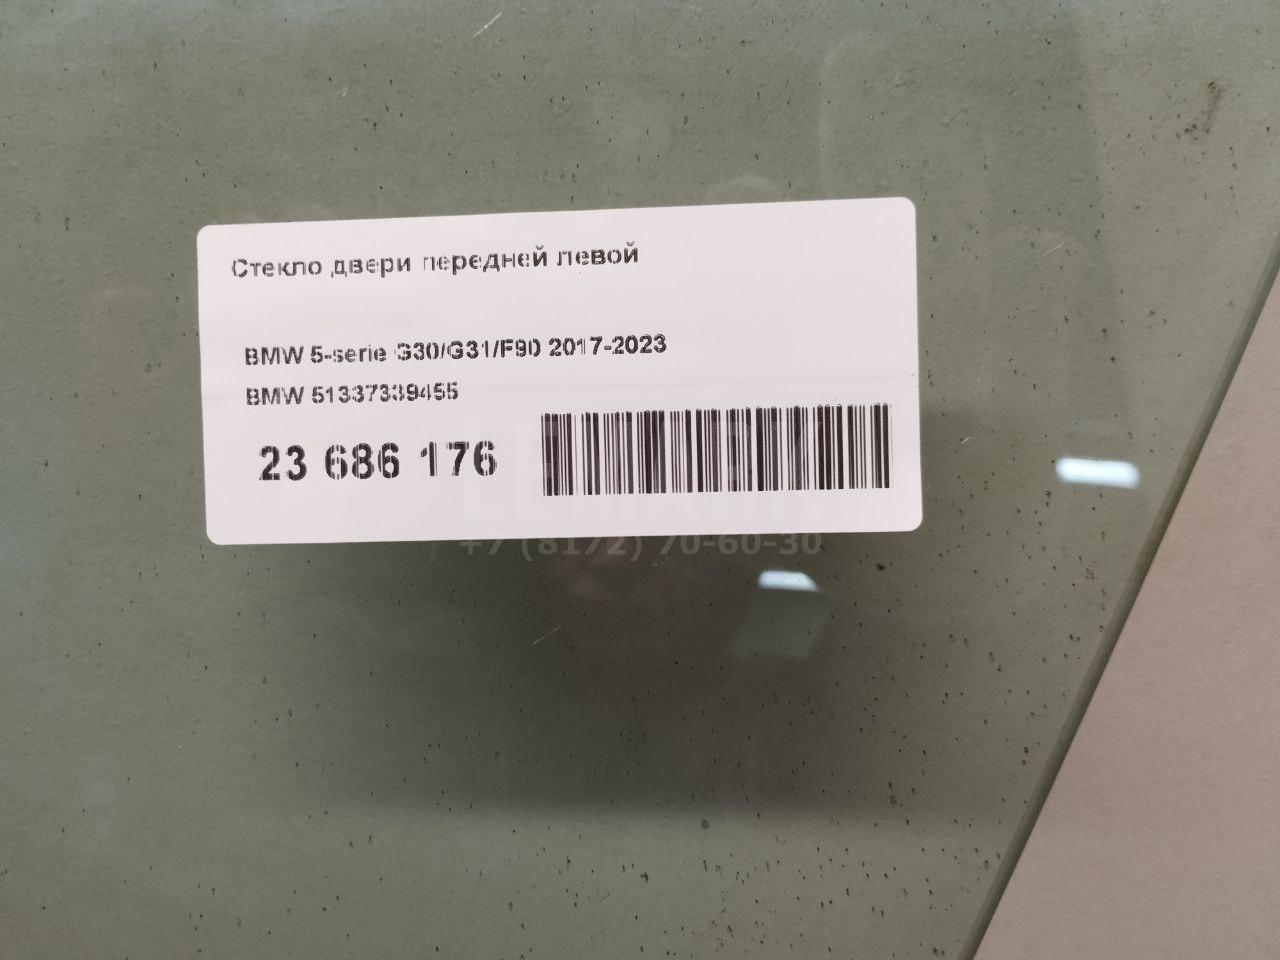 Стекло двери передней левой
BMW 5-serie G30/G31/F90 2017-2023
BMW 51337339455
23 686 176
+7 (8172) 70-60-30